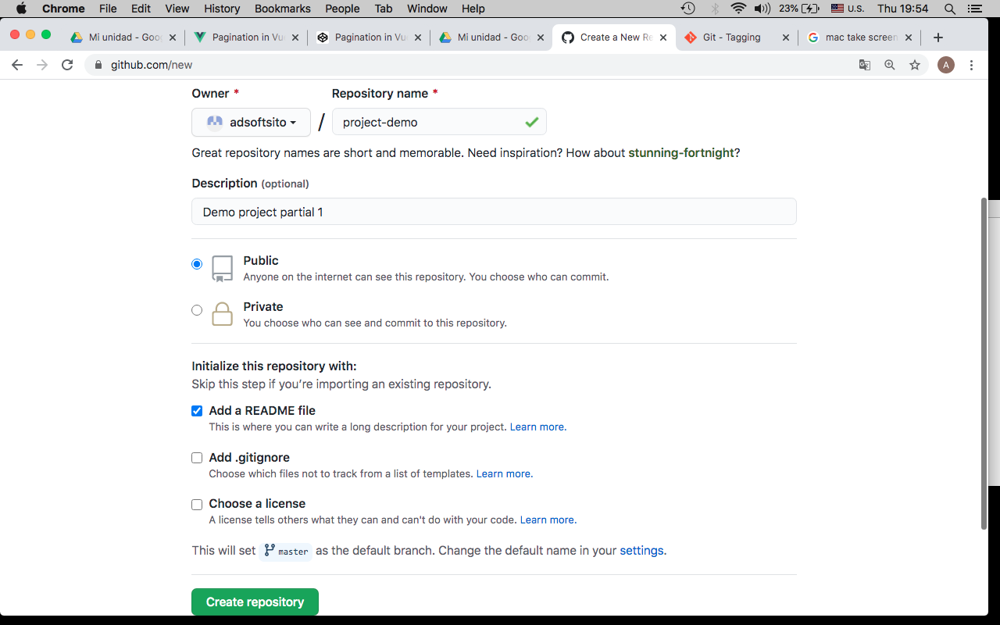 Chrome File Edit View History Bookmarks People Tab Window Help 23% U.S. Thu 19:54
Mi unidad - Goo Pagination in Vu Pagination in Vue Mi unidad - Goo Create a New Re Git - Tagging mac take screen
github.com/new A
Owner * Repository name *
adsoftsito / project-demo
Great repository names are short and memorable. Need inspiration? How about stunning-fortnight?
Description (optional)
Demo project partial 1
Public
Anyone on the internet can see this repository. You choose who can commit.
Private
You choose who can see and commit to this repository.
Initialize this repository with:
Skip this step if you’re importing an existing repository.
Add a README file
This is where you can write a long description for your project. Learn more.
Add .gitignore
Choose which files not to track from a list of templates. Learn more.
Choose a license
A license tells others what they can and can't do with your code. Learn more.
This will set master as the default branch. Change the default name in your settings.
Create repository